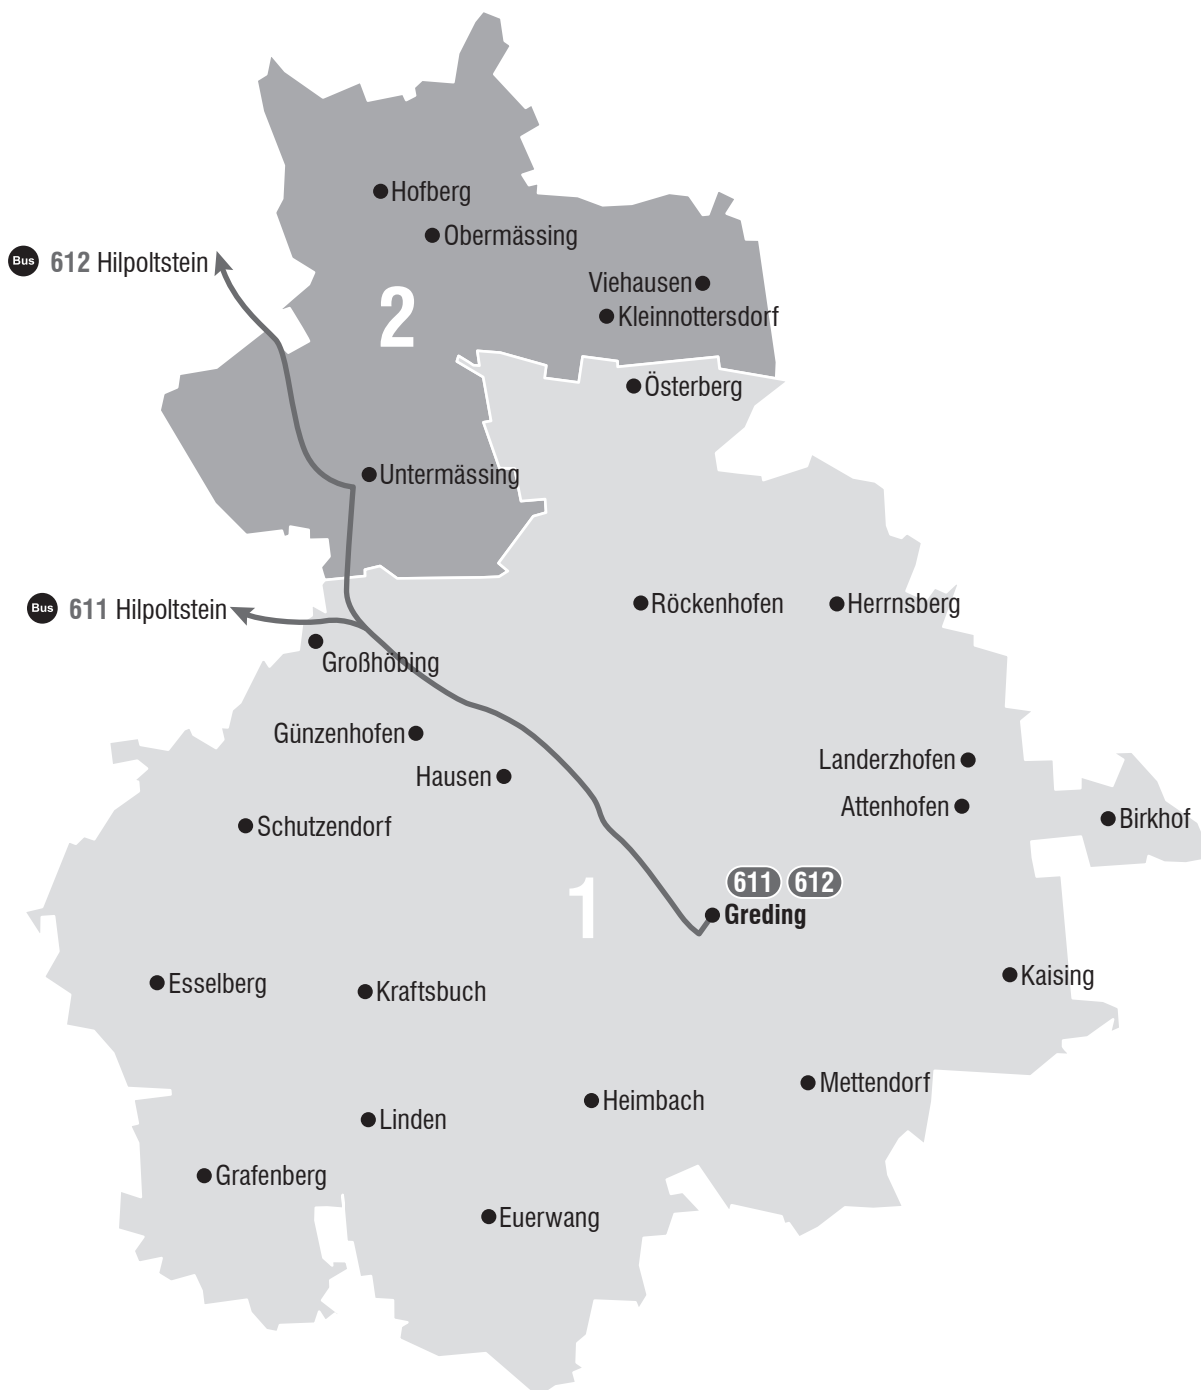 Hofberg
Obermässing
Bus 612 Hilpoltstein
Viehausen
2
Kleinnottersdorf
Österberg
Untermässing
Röckenhofen
Herrnsberg
Bus 611 Hilpoltstein
Großhöbing
Günzenhofen
Landerzhofen
Hausen
Attenhofen
Birkhof
Schutzendorf
611 612
1
Greding
Kaising
Esselberg
Kraftsbuch
Mettendorf
Heimbach
Linden
Grafenberg
Euerwang